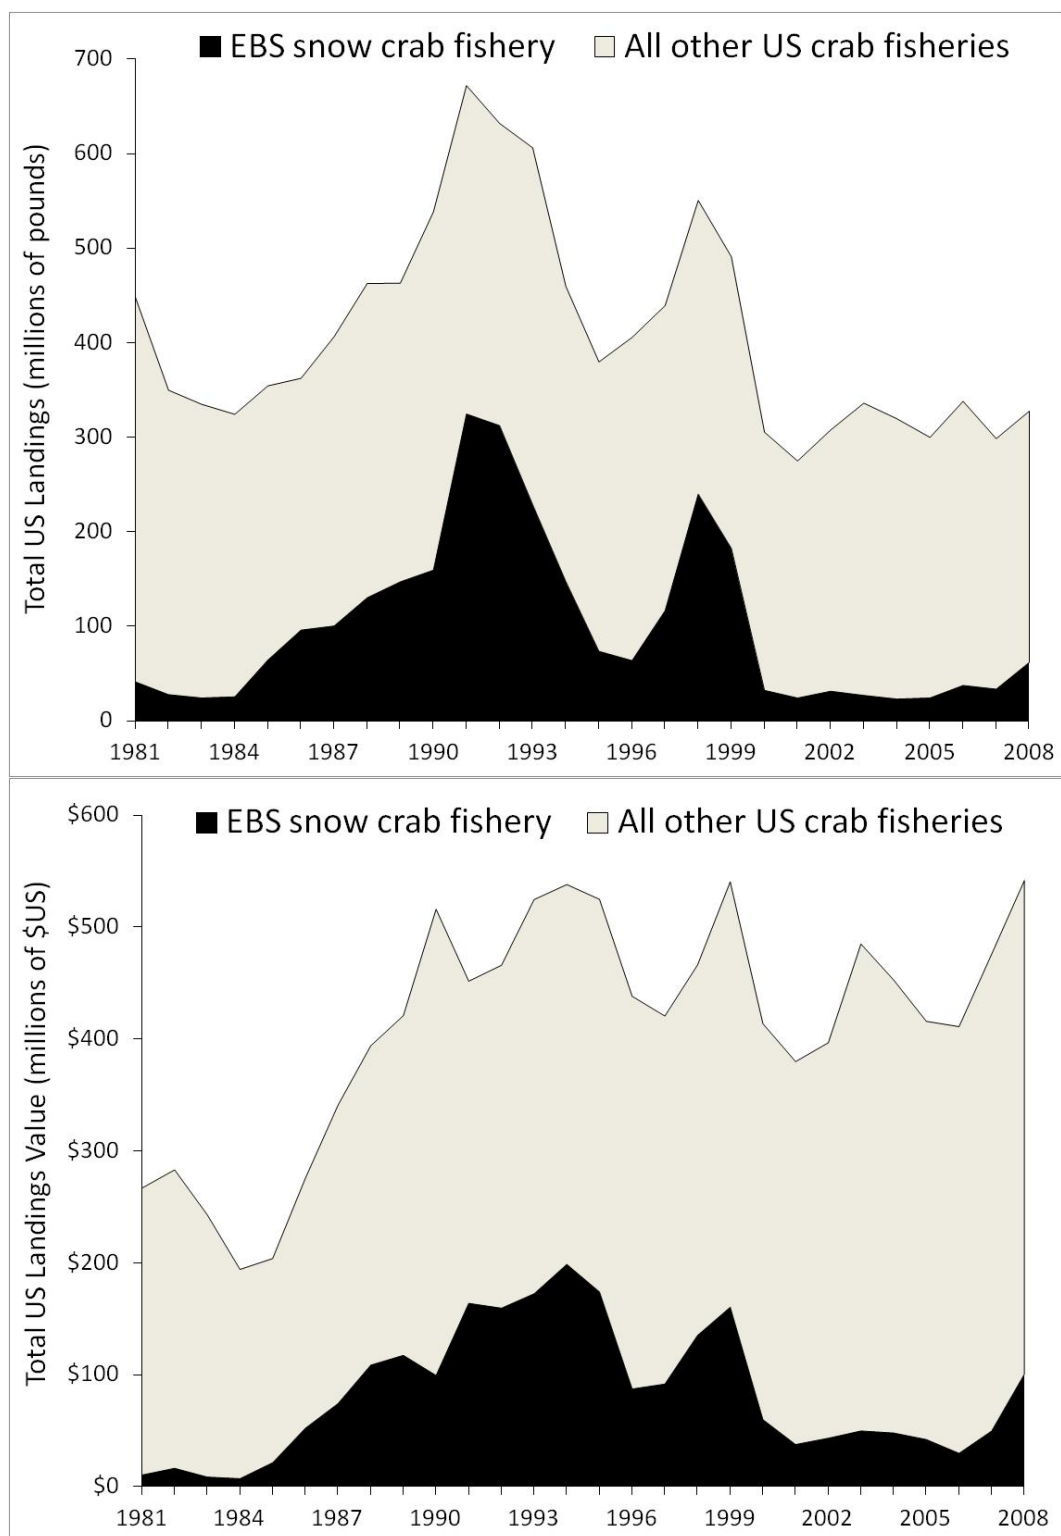 EBS snow crab fishery All other US crab fisheries
Total US Landings (millions of pounds)
700
600
500
400
300
200
100
0
1981 1984 1987 1990 1993 1996 1999 2002 2005 2008
EBS snow crab fishery All other US crab fisheries
Total US Landings Value (millions of $US)
$600
$500
$400
$300
$200
$100
$0
1981 1984 1987 1990 1993 1996 1999 2002 2005 2008